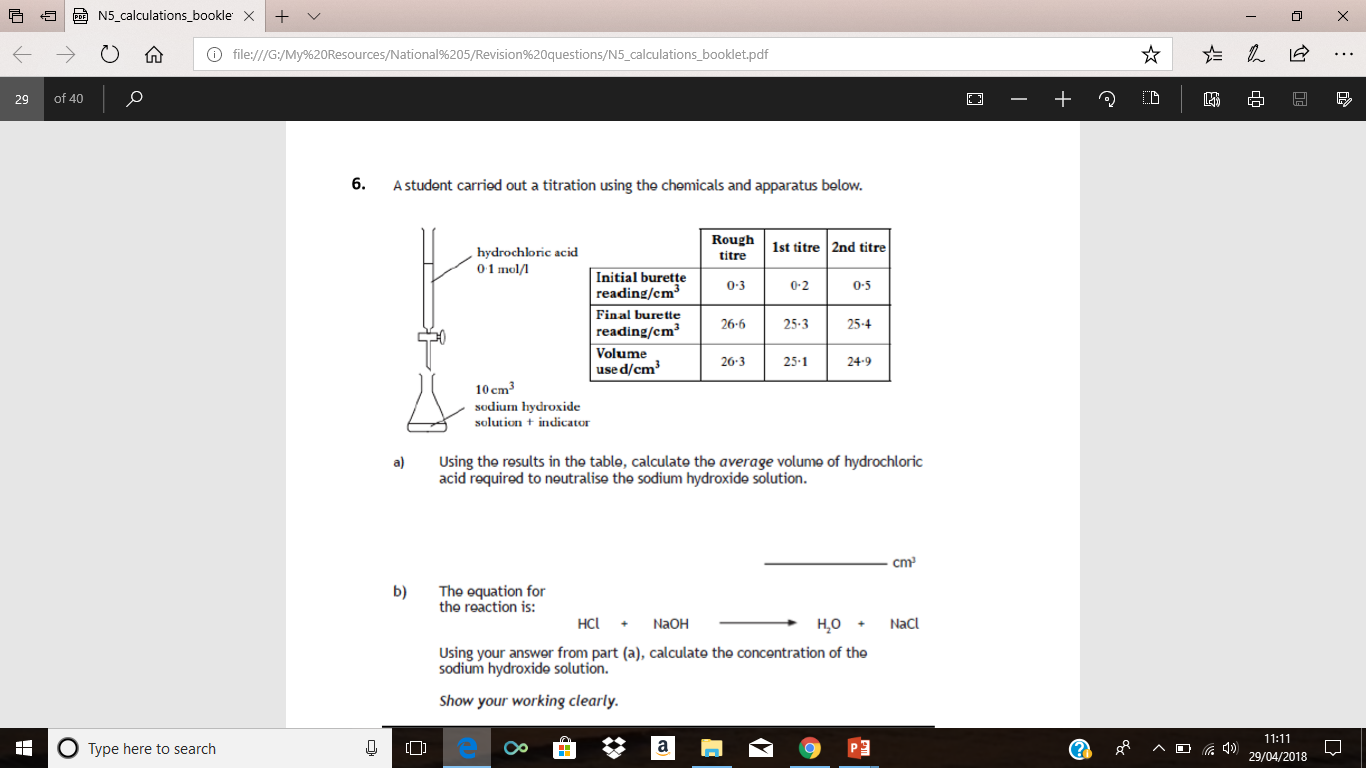 N5_calculations_bookle
file:///G:/My%20Resources/National%205/Revision%20questions/N5_calculations_booklet.pdf
29 of 40
6. A student carried out a titration using the chemicals and apparatus below.
hydrochloric acid
0·1 mol/l
10 cm³
sodium hydroxide
solution + indicator
Rough titre 1st titre 2nd titre
Initial burette reading/cm³ 0·3 0·2 0·5
Final burette reading/cm³ 26·6 25·3 25·4
Volume used/cm³ 26·3 25·1 24·9
a) Using the results in the table, calculate the average volume of hydrochloric
acid required to neutralise the sodium hydroxide solution.
cm³
b) The equation for
the reaction is:
HCl + NaOH ⟶ H₂O + NaCl
Using your answer from part (a), calculate the concentration of the
sodium hydroxide solution.
Show your working clearly.
Type here to search
11:11
29/04/2018